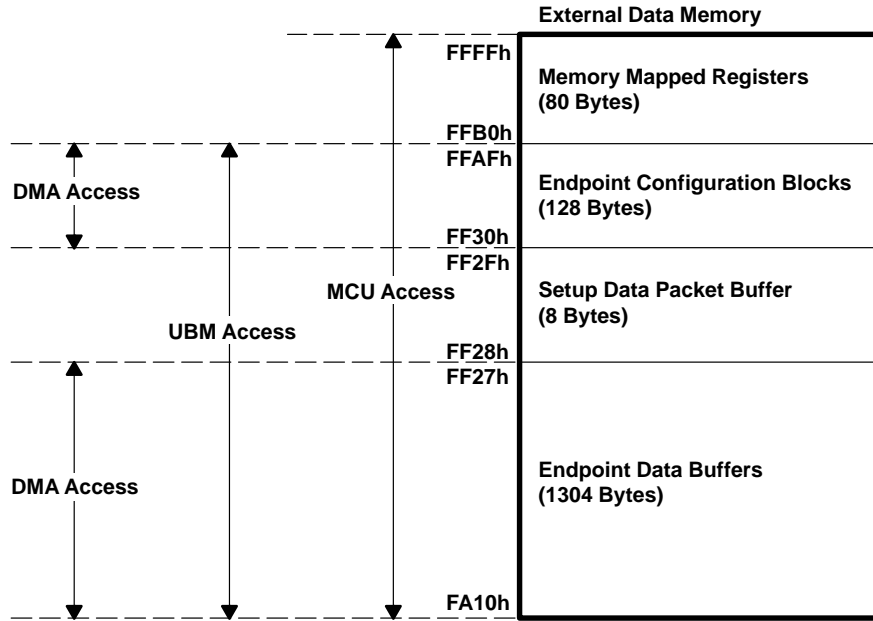 External Data Memory
FFFFh
Memory Mapped Registers
(80 Bytes)
FFB0h
FFAFh
DMA Access
Endpoint Configuration Blocks
(128 Bytes)
FF30h
FF2Fh
MCU Access
Setup Data Packet Buffer
(8 Bytes)
UBM Access
FF28h
FF27h
DMA Access
Endpoint Data Buffers
(1304 Bytes)
FA10h